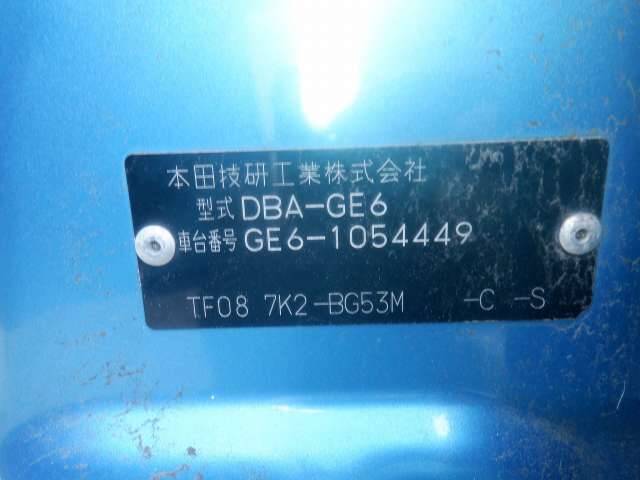 本田技研工業株式会社
型式 DBA-GE6
車台番号 GE6-1054449
TF08 7K2-BG53M -C -S